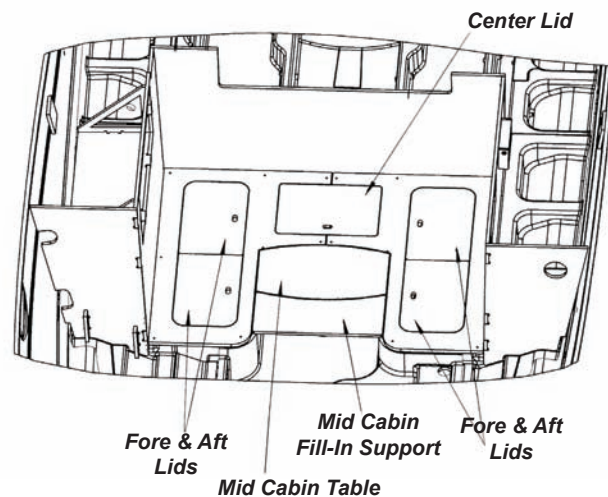 Center Lid
Fore & Aft
Lids
Mid Cabin
Fill-In Support
Fore & Aft
Lids
Mid Cabin Table